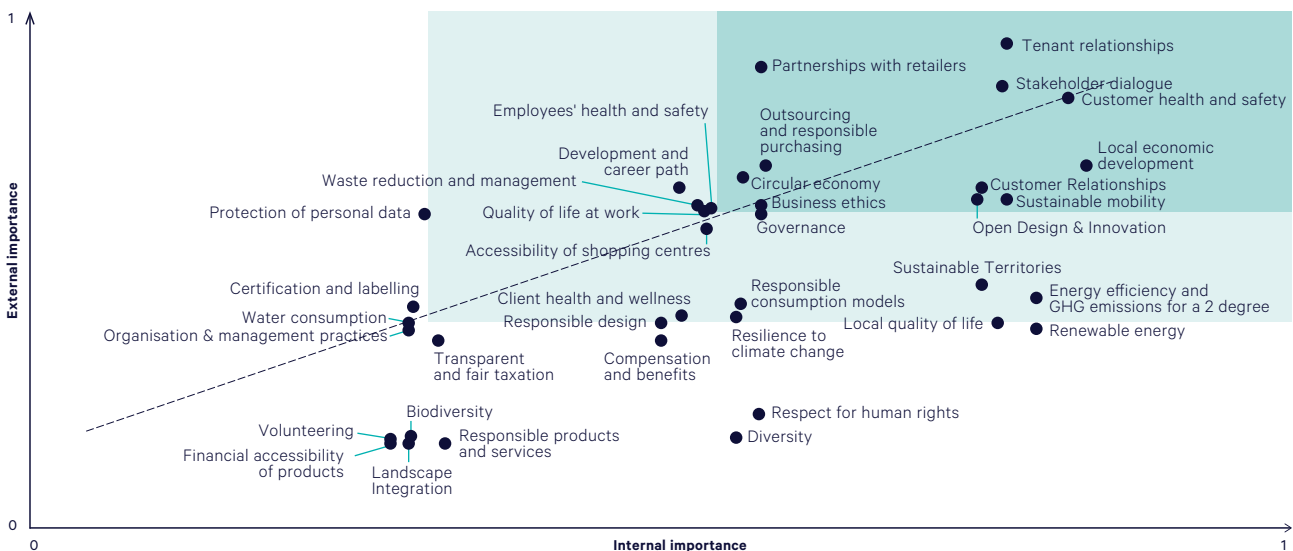 1
Tenant relationships
Partnerships with retailers
Stakeholder dialogue
Customer health and safety
Employees' health and safety
Outsourcing
and responsible
purchasing
Development and
career path
Local economic
development
Waste reduction and management
Circular economy
Customer Relationships
Protection of personal data
Quality of life at work
Business ethics
Sustainable mobility
Governance
Open Design & Innovation
Accessibility of shopping centres
External importance
Sustainable Territories
Certification and labelling
Client health and wellness
Responsible
consumption models
Energy efficiency and
GHG emissions for a 2 degree
Water consumption
Responsible design
Local quality of life
Organisation & management practices
Resilience to
climate change
Renewable energy
Transparent
and fair taxation
Compensation
and benefits
Biodiversity
Respect for human rights
Volunteering
Responsible products
and services
Diversity
Financial accessibility
of products
Landscape
Integration
0
0
Internal importance
1